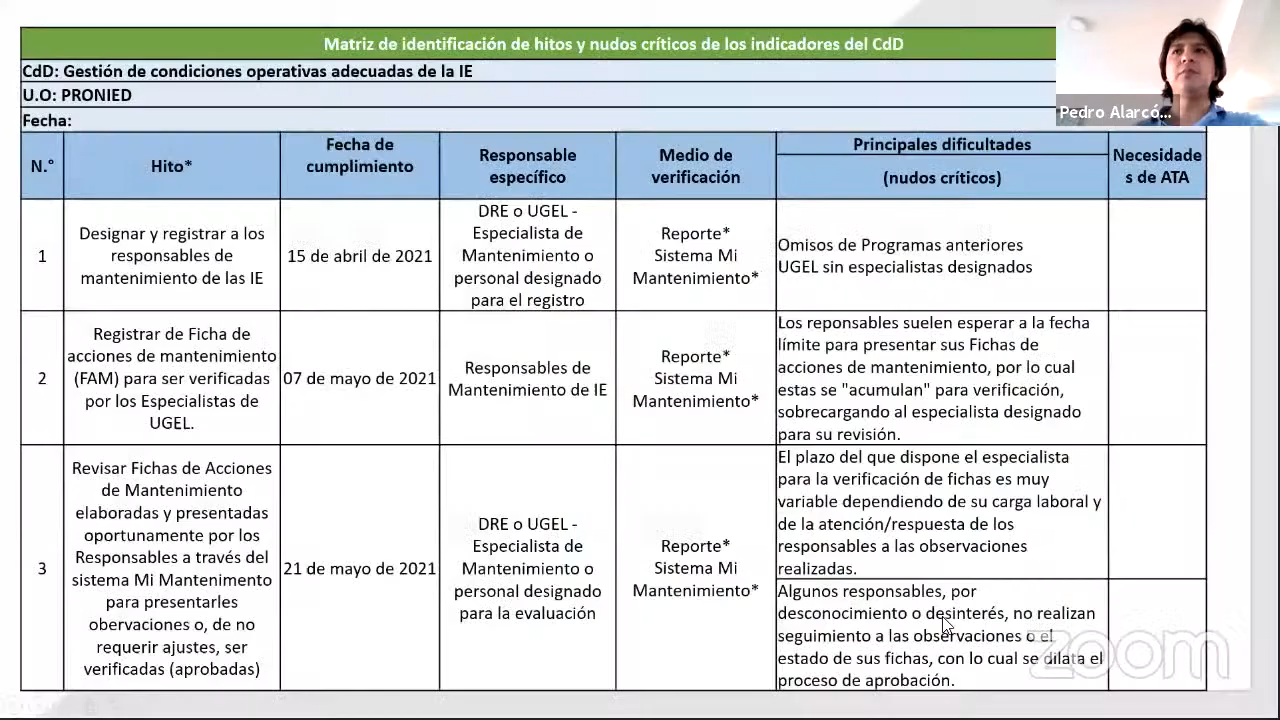 Matriz de identificación de hitos y nudos críticos de los indicadores del CdD
CdD: Gestión de condiciones operativas adecuadas de la IE
U.O: PRONIED
Pedro Alarcó...
Fecha:
N.°
Hito*
Fecha de
cumplimiento
Responsable
específico
Medio de
verificación
Principales dificultades
(nudos críticos)
Necesidade
s de ATA
1
Designar y registrar a los
responsables de
mantenimiento de las IE
15 de abril de 2021
DRE o UGEL -
Especialista de
Mantenimiento o
personal designado
para el registro
Reporte*
Sistema Mi
Mantenimiento*
Omisos de Programas anteriores
UGEL sin especialistas designados
2
Registrar de Ficha de
acciones de mantenimiento
(FAM) para ser verificadas
por los Especialistas de
UGEL.
07 de mayo de 2021
Responsables de
Mantenimiento de IE
Reporte*
Sistema Mi
Mantenimiento*
Los reponsables suelen esperar a la fecha
límite para presentar sus Fichas de
acciones de mantenimiento, por lo cual
estas se "acumulan" para verificación,
sobrecargando al especialista designado
para su revisión.
3
Revisar Fichas de Acciones
de Mantenimiento
elaboradas y presentadas
oportunamente por los
Responsables a través del
sistema Mi Mantenimento
para presentarles
obervaciones o, de no
requerir ajustes, ser
verificadas (aprobadas)
21 de mayo de 2021
DRE o UGEL -
Especialista de
Mantenimiento o
personal designado
para la evaluación
Reporte*
Sistema Mi
Mantenimiento*
El plazo del que dispone el especialista
para la verificación de fichas es muy
variable dependiendo de su carga laboral y
de la atención/respuesta de los
responsables a las observaciones
realizadas.
Algunos responsables, por
desconocimiento o desinterés, no realizan
seguimiento a las observaciones o el
estado de sus fichas, con lo cual se dilata el
proceso de aprobación.
zoom